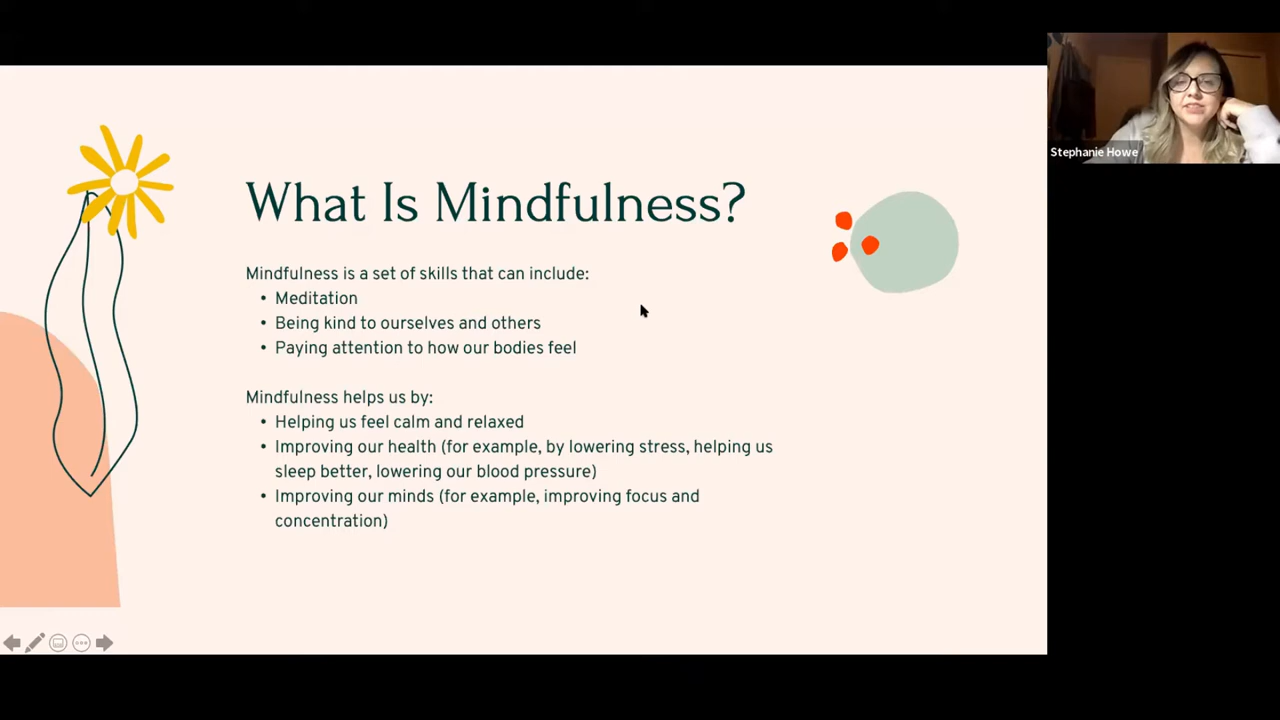 What Is Mindfulness?
Mindfulness is a set of skills that can include:
• Meditation
• Being kind to ourselves and others
• Paying attention to how our bodies feel
Mindfulness helps us by:
• Helping us feel calm and relaxed
• Improving our health (for example, by lowering stress, helping us
sleep better, lowering our blood pressure)
• Improving our minds (for example, improving focus and
concentration)
Stephanie Howe